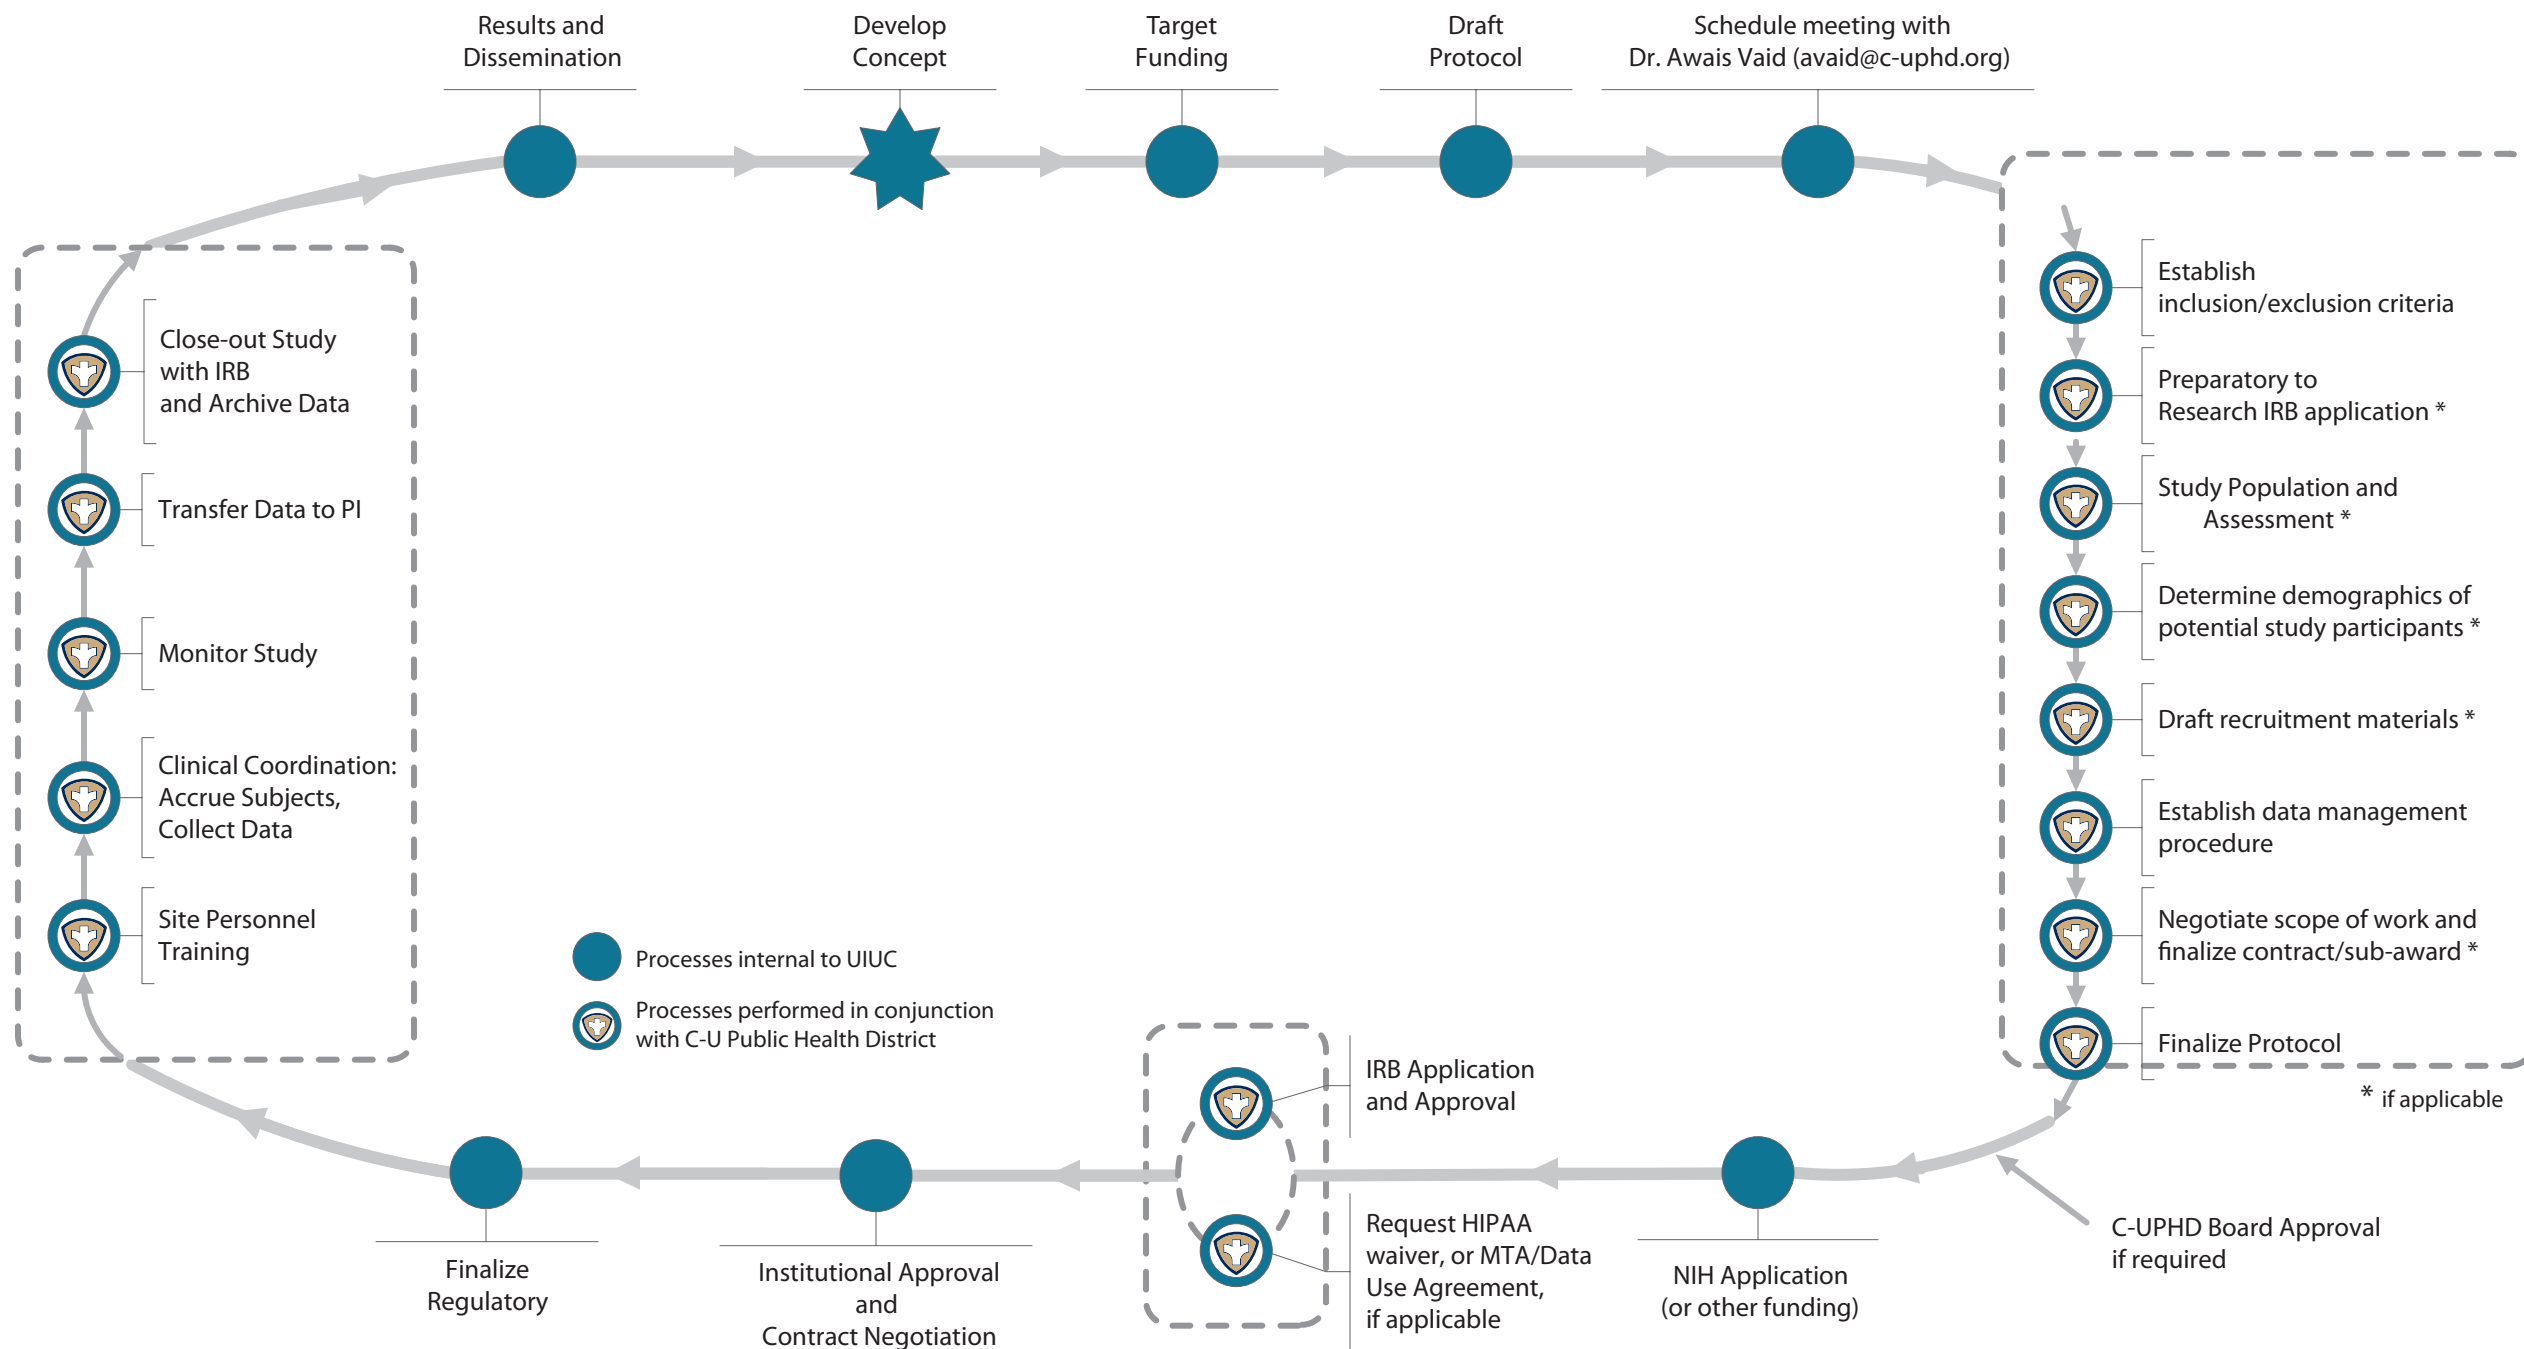 Results and
Dissemination
Develop
Concept
Target
Funding
Draft
Protocol
Schedule meeting with
Dr. Awais Vaid (avaid@c-uphd.org)
Establish
inclusion/exclusion criteria
Preparatory to
Research IRB application *
Study Population and
Assessment *
Determine demographics of
potential study participants *
Draft recruitment materials *
Establish data management
procedure
Negotiate scope of work and
finalize contract/sub-award *
Finalize Protocol
* if applicable
C-UPHD Board Approval
if required
NIH Application
(or other funding)
IRB Application
and Approval
Request HIPAA
waiver, or MTA/Data
Use Agreement,
if applicable
Institutional Approval
and
Contract Negotiation
Finalize
Regulatory
Site Personnel
Training
Clinical Coordination:
Accrue Subjects,
Collect Data
Monitor Study
Transfer Data to PI
Close-out Study
with IRB
and Archive Data
Processes internal to UIUC
Processes performed in conjunction
with C-U Public Health District